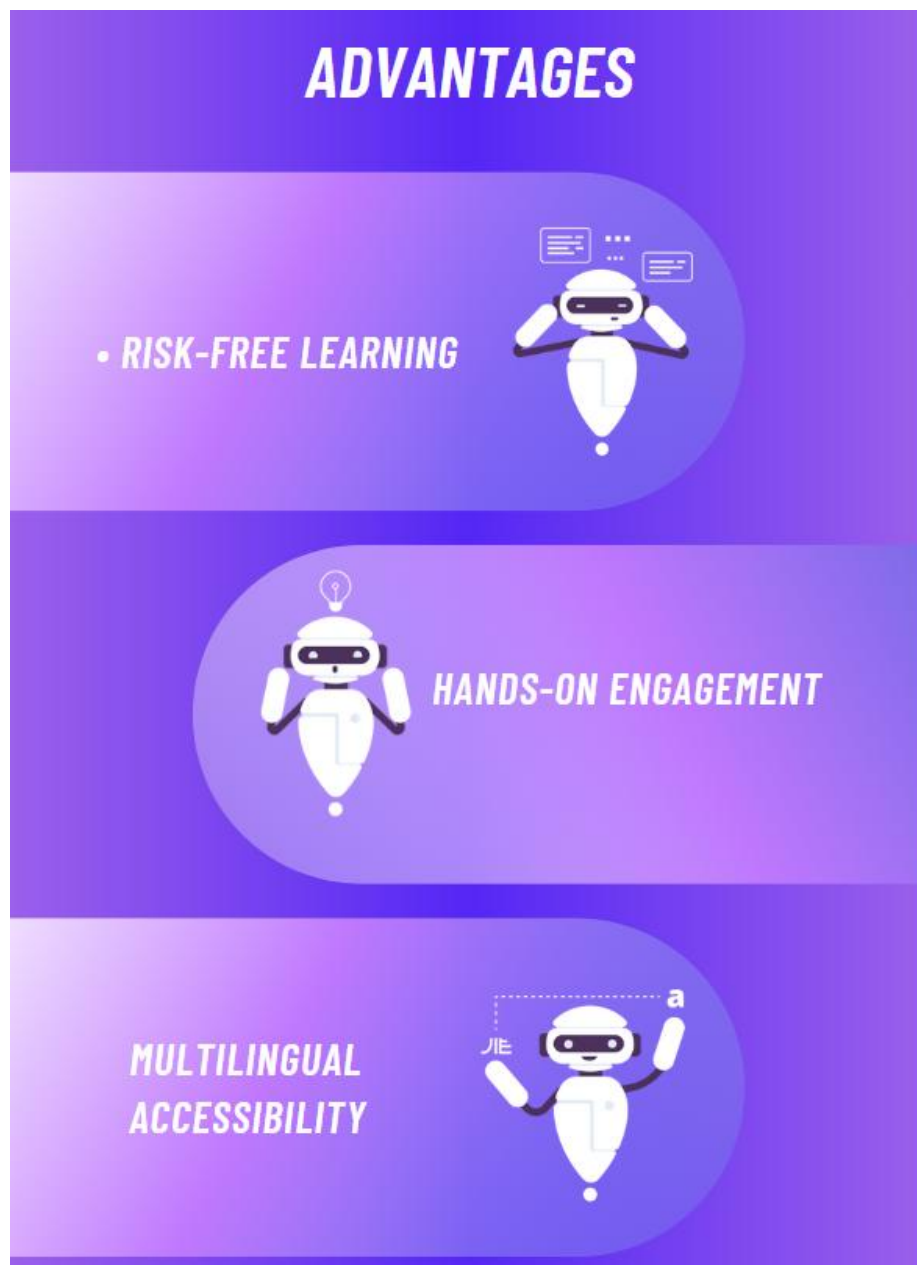 ADVANTAGES
• RISK-FREE LEARNING
HANDS-ON ENGAGEMENT
a
MULTILINGUAL
ACCESSIBILITY